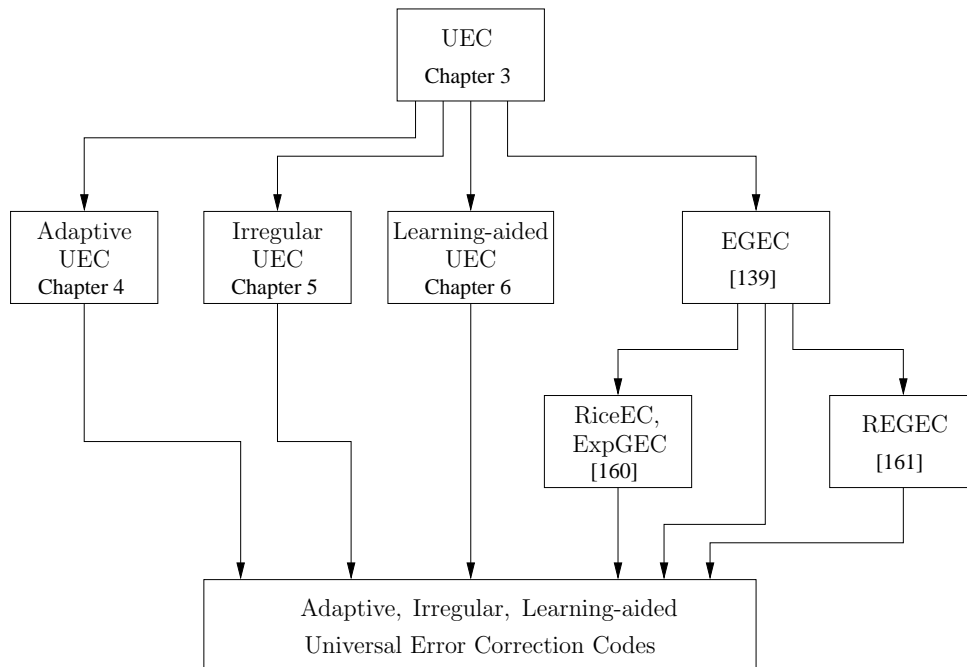 UEC
Chapter 3
Adaptive
UEC
Chapter 4
Irregular
UEC
Chapter 5
Learning-aided
UEC
Chapter 6
EGEC
[139]
RiceEC,
ExpGEC
[160]
REGEC
[161]
Adaptive, Irregular, Learning-aided
Universal Error Correction Codes